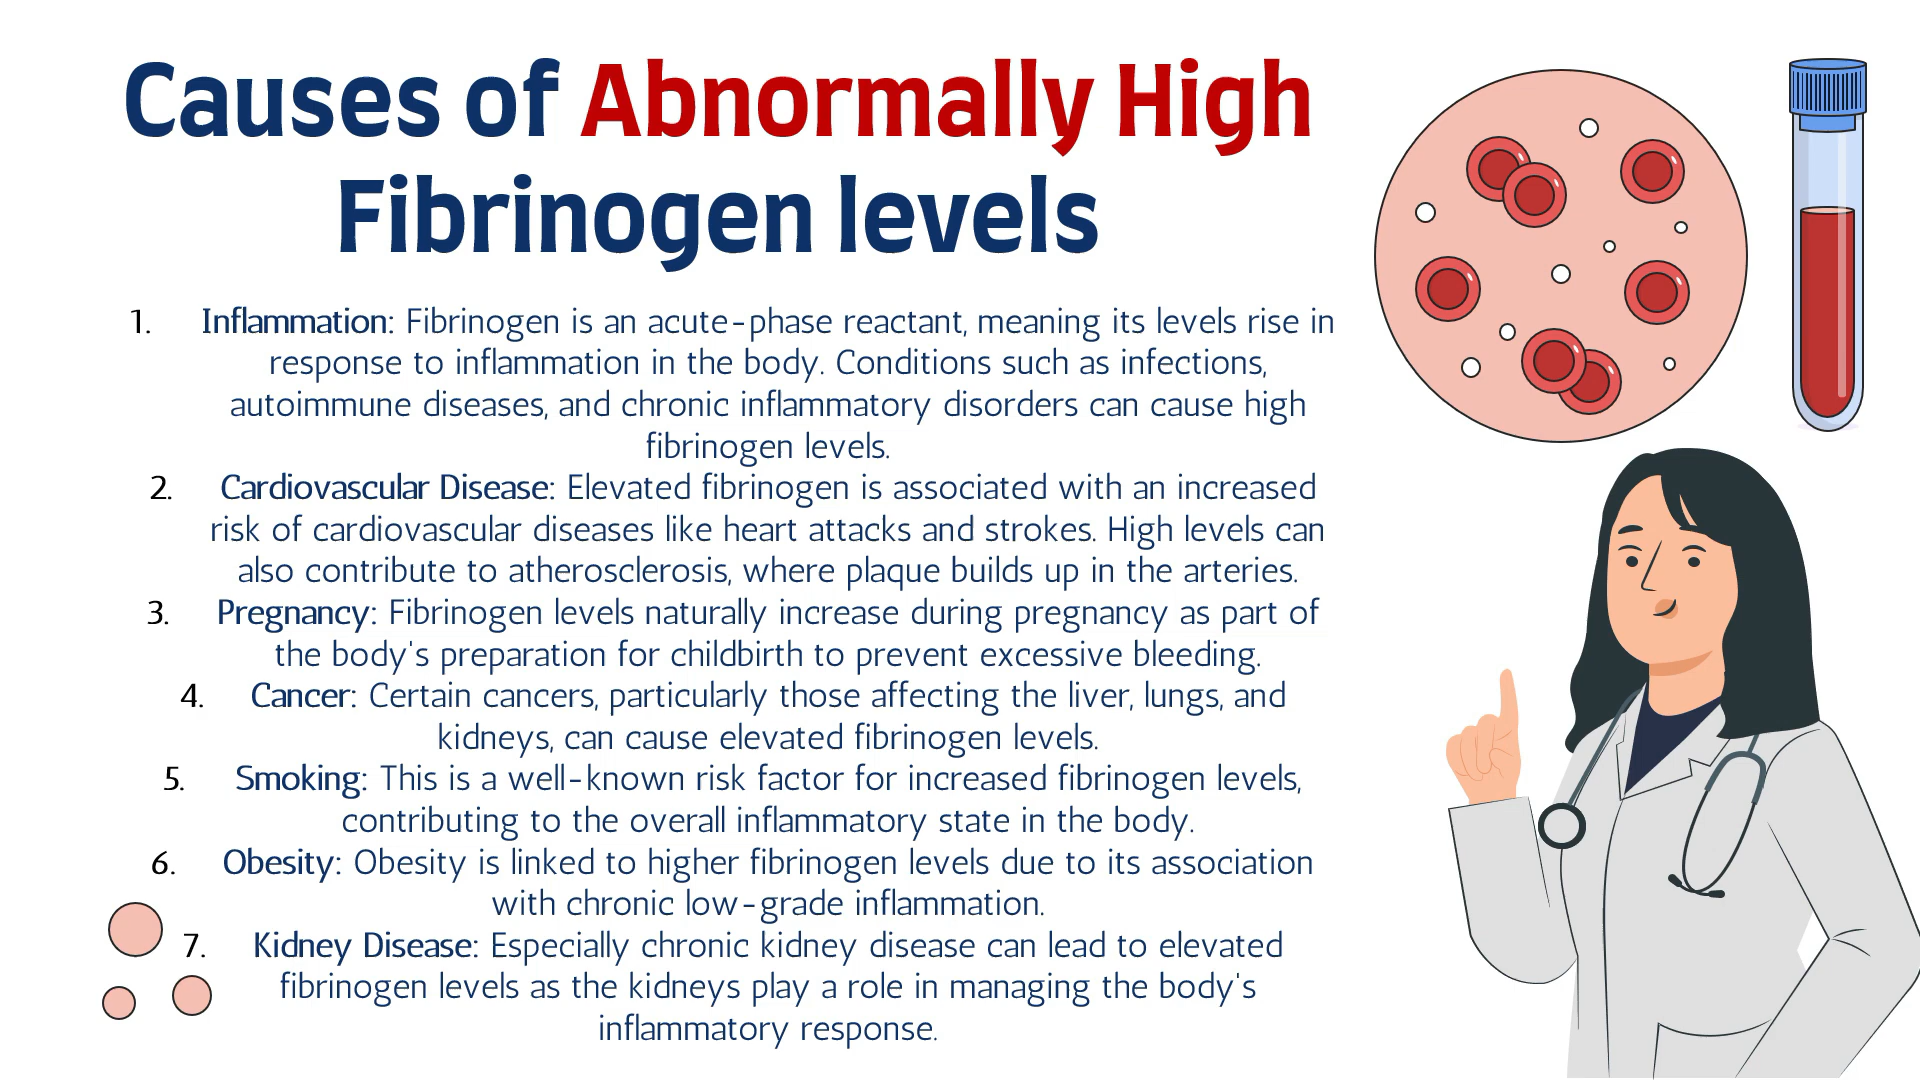 Causes of Abnormally High
Fibrinogen levels
1. Inflammation: Fibrinogen is an acute-phase reactant, meaning its levels rise in
response to inflammation in the body. Conditions such as infections,
autoimmune diseases, and chronic inflammatory disorders can cause high
fibrinogen levels.
2. Cardiovascular Disease: Elevated fibrinogen is associated with an increased
risk of cardiovascular diseases like heart attacks and strokes. High levels can
also contribute to atherosclerosis, where plaque builds up in the arteries.
3. Pregnancy: Fibrinogen levels naturally increase during pregnancy as part of
the body's preparation for childbirth to prevent excessive bleeding.
4. Cancer: Certain cancers, particularly those affecting the liver, lungs, and
kidneys, can cause elevated fibrinogen levels.
5. Smoking: This is a well-known risk factor for increased fibrinogen levels,
contributing to the overall inflammatory state in the body.
6. Obesity: Obesity is linked to higher fibrinogen levels due to its association
with chronic low-grade inflammation.
7. Kidney Disease: Especially chronic kidney disease can lead to elevated
fibrinogen levels as the kidneys play a role in managing the body's
inflammatory response.